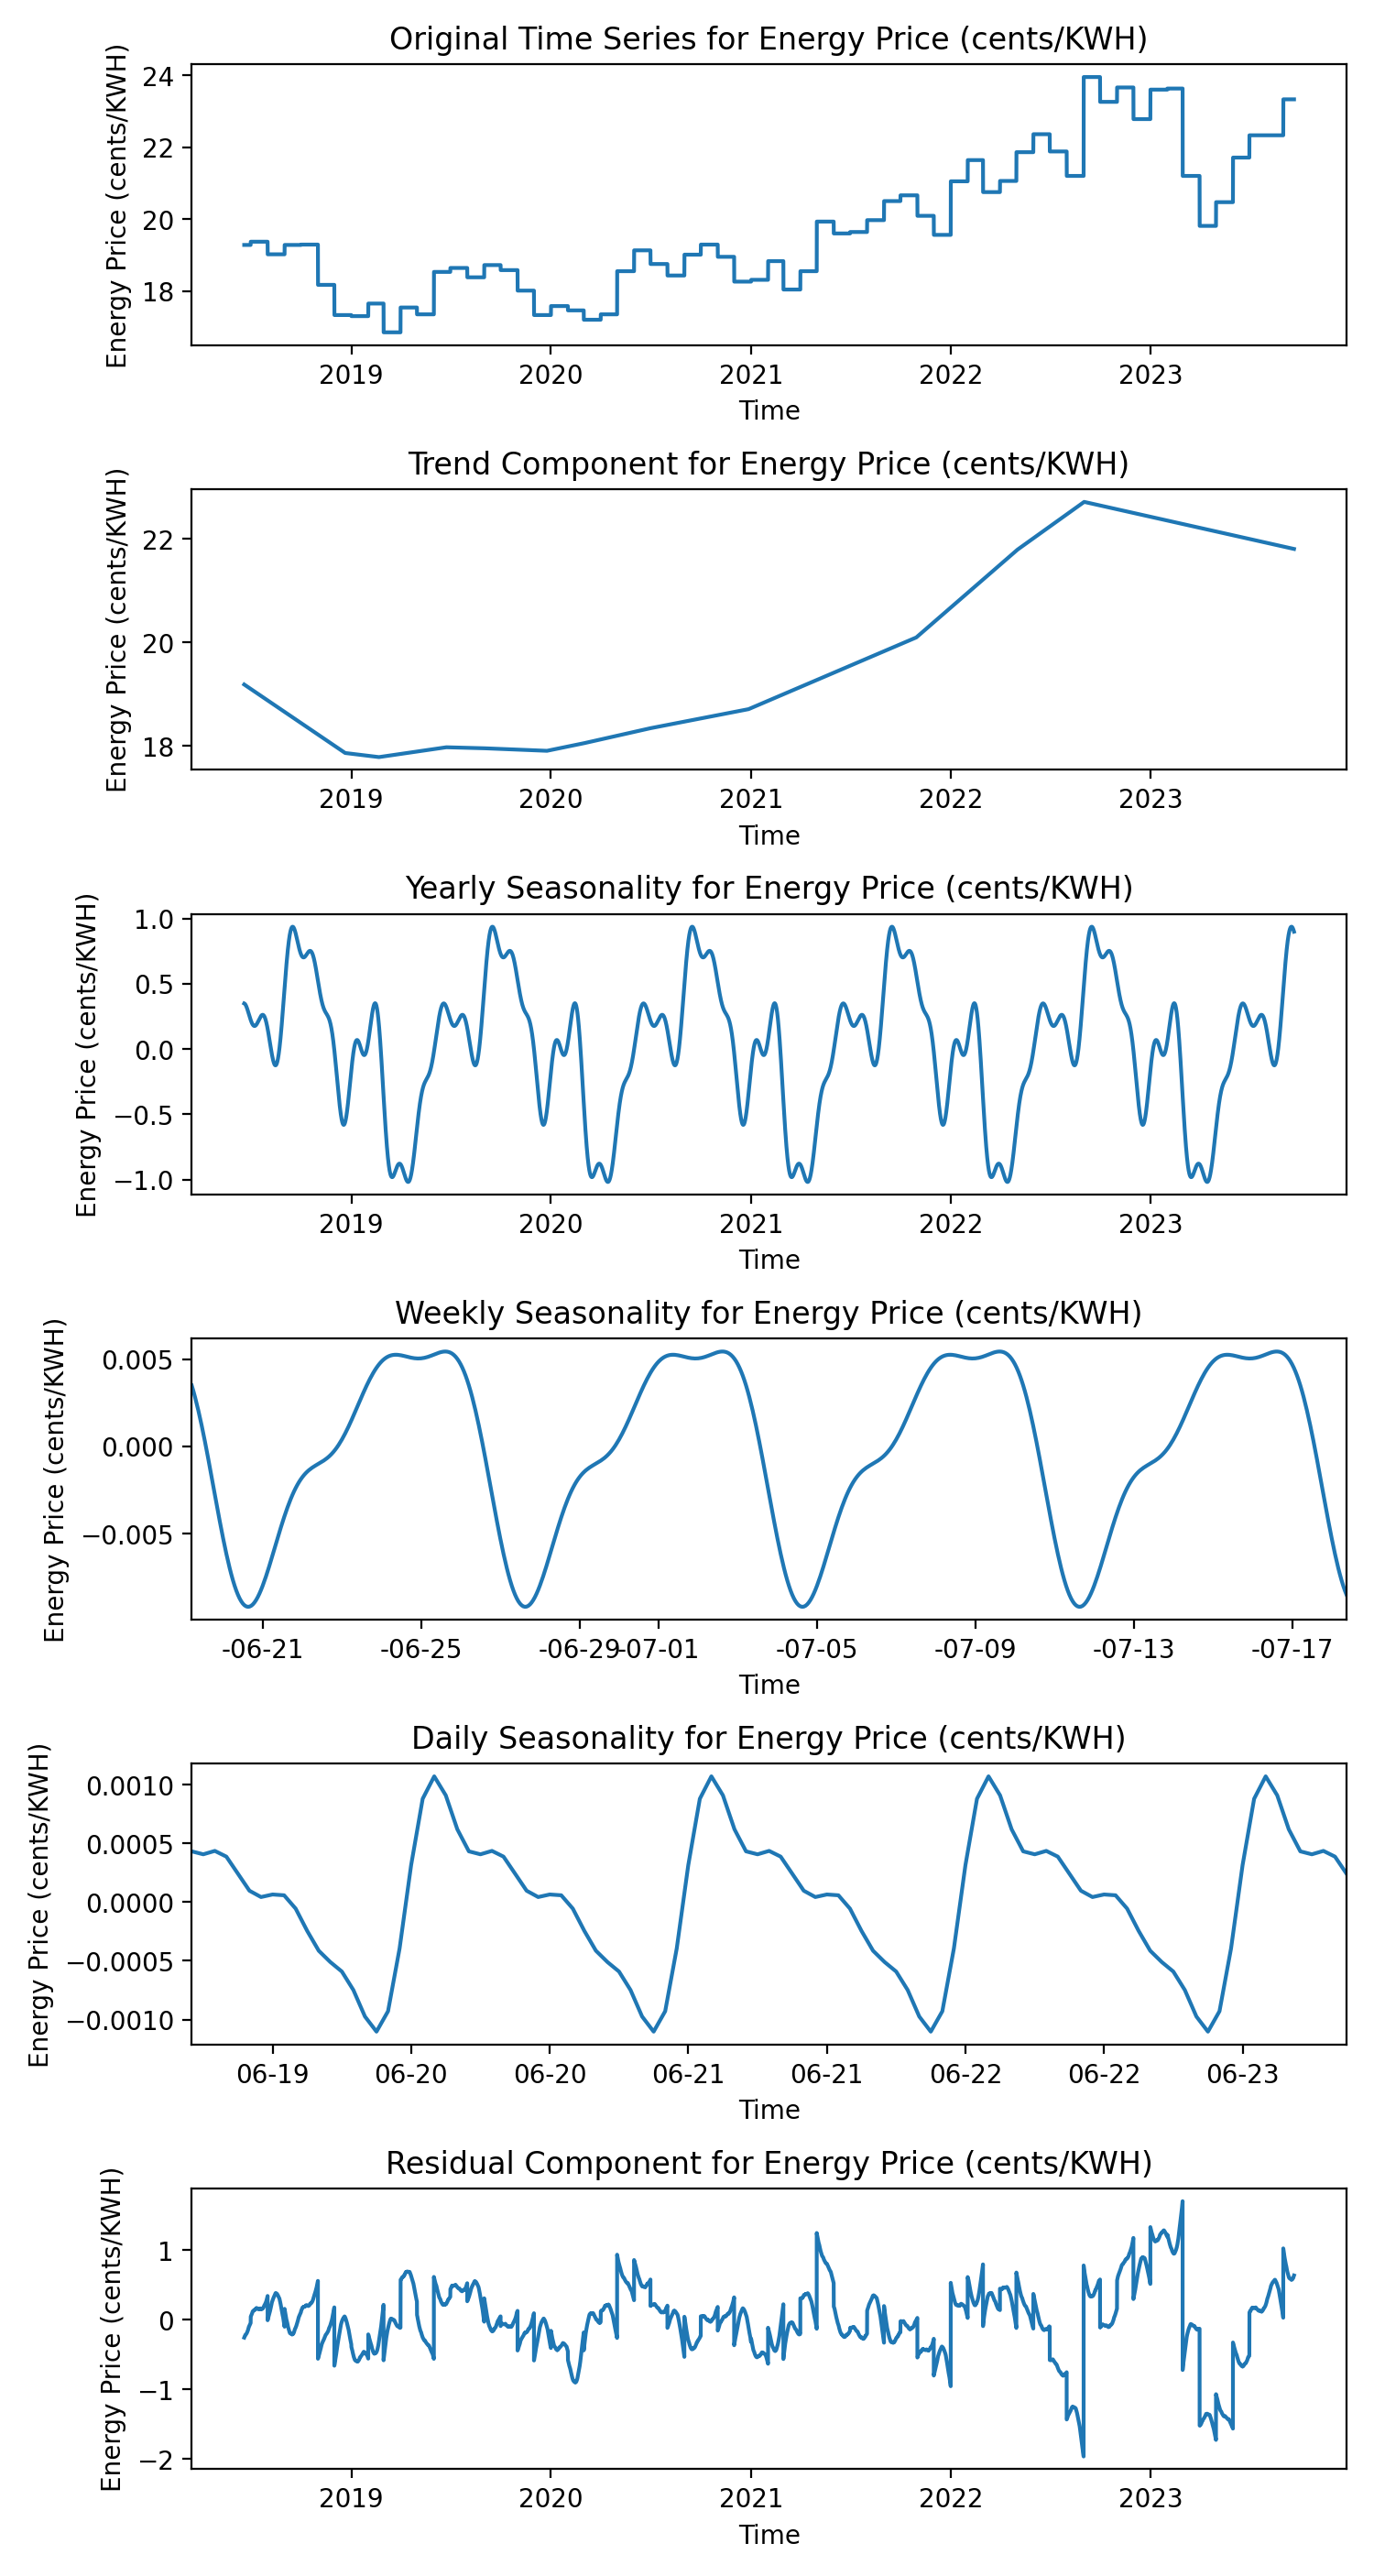 Original Time Series for Energy Price (cents/KWH)
Energy Price (cents/KWH)
24
22
20
18
2019 2020 2021 2022 2023
Time
Trend Component for Energy Price (cents/KWH)
Energy Price (cents/KWH)
22
20
18
2019 2020 2021 2022 2023
Time
Yearly Seasonality for Energy Price (cents/KWH)
Energy Price (cents/KWH)
1.0
0.5
0.0
−0.5
−1.0
2019 2020 2021 2022 2023
Time
Weekly Seasonality for Energy Price (cents/KWH)
Energy Price (cents/KWH)
0.005
0.000
−0.005
-06-21 -06-25 -06-29 -07-01 -07-05 -07-09 -07-13 -07-17
Time
Daily Seasonality for Energy Price (cents/KWH)
Energy Price (cents/KWH)
0.0010
0.0005
0.0000
−0.0005
−0.0010
06-19 06-20 06-20 06-21 06-21 06-22 06-22 06-23
Time
Residual Component for Energy Price (cents/KWH)
Energy Price (cents/KWH)
1
0
−1
−2
2019 2020 2021 2022 2023
Time